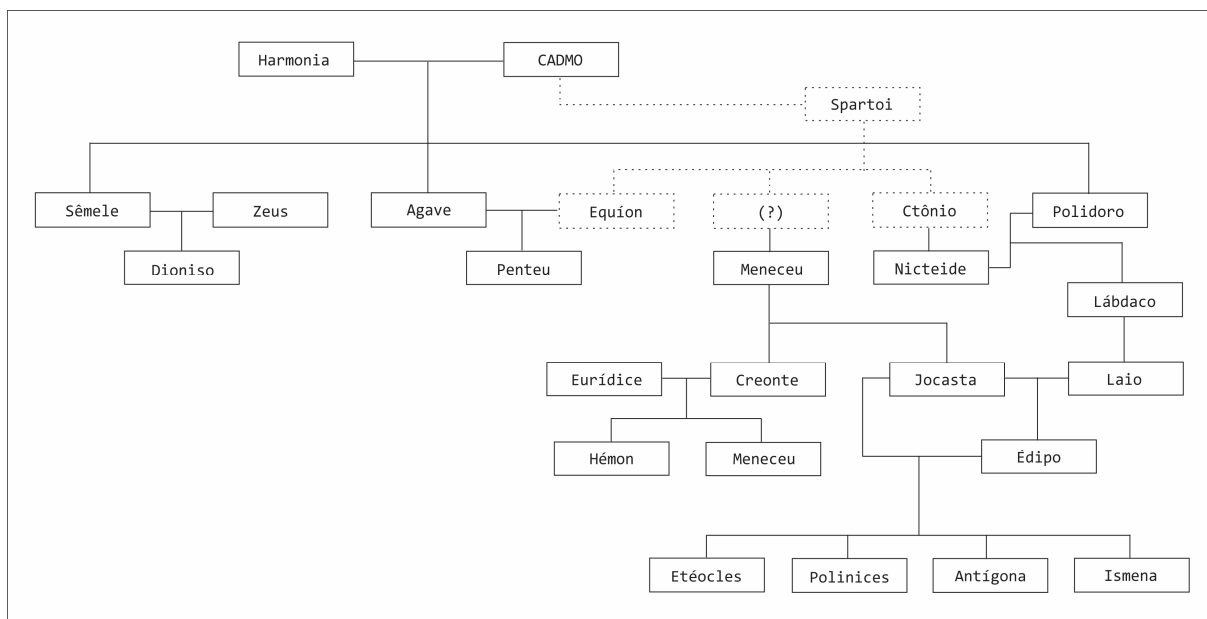 Harmonia
CADMO
Spartoi
Sêmele
Zeus
Agave
Equíon
(?)
Ctônio
Polidoro
Dioniso
Penteu
Meneceu
Nicteide
Lábdaco
Eurídice
Creonte
Jocasta
Laio
Hémon
Meneceu
Édipo
Etéocles
Polinices
Antígona
Ismena